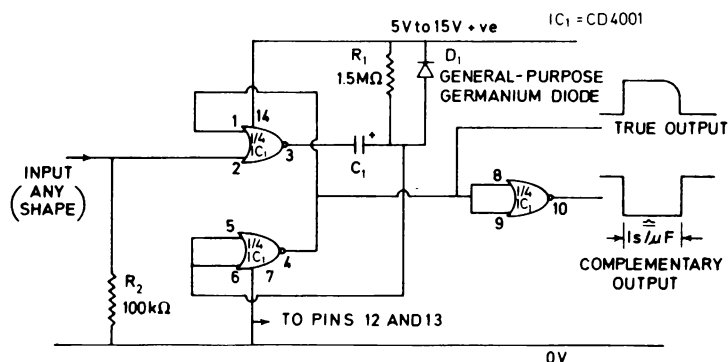 5V to 15V +ve
IC₁ = CD4001
R₁
1.5MΩ
D₁
GENERAL-PURPOSE
GERMANIUM DIODE
1
14
1/4
IC₁
3
2
+
C₁
INPUT
(ANY
SHAPE)
TRUE OUTPUT
8
1/4
IC₁
10
9
≏
1s/μF
COMPLEMENTARY
OUTPUT
5
1/4
IC₁
4
6
7
R₂
100kΩ
TO PINS 12 AND 13
0V